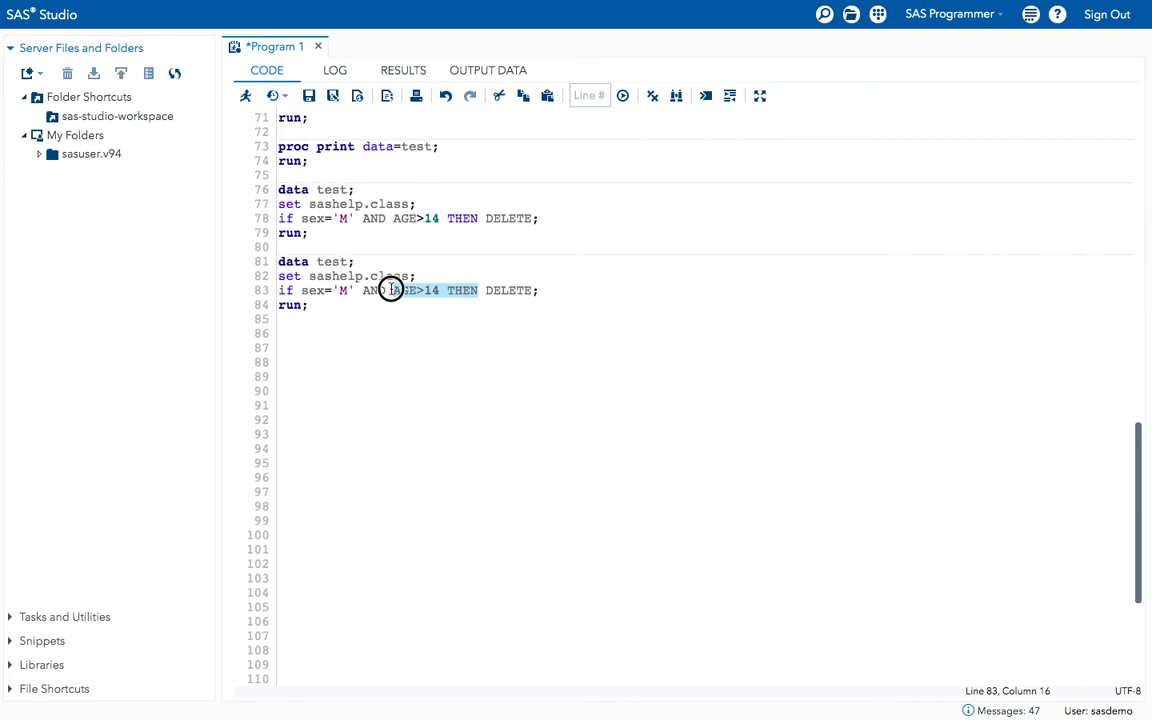 SAS® Studio
SAS Programmer
Sign Out
Server Files and Folders
Folder Shortcuts
sas-studio-workspace
My Folders
sasuser.v94
Tasks and Utilities
Snippets
Libraries
File Shortcuts
*Program 1
CODE LOG RESULTS OUTPUT DATA
Line #
71 run;
72
73 proc print data=test;
74 run;
75
76 data test;
77 set sashelp.class;
78 if sex='M' AND AGE>14 THEN DELETE;
79 run;
80
81 data test;
82 set sashelp.class;
83 if sex='M' AND AGE>14 THEN DELETE;
84 run;
85
86
87
88
89
90
91
92
93
94
95
96
97
98
99
100
101
102
103
104
105
106
107
108
109
110
Line 83, Column 16 UTF-8
Messages: 47 User: sasdemo